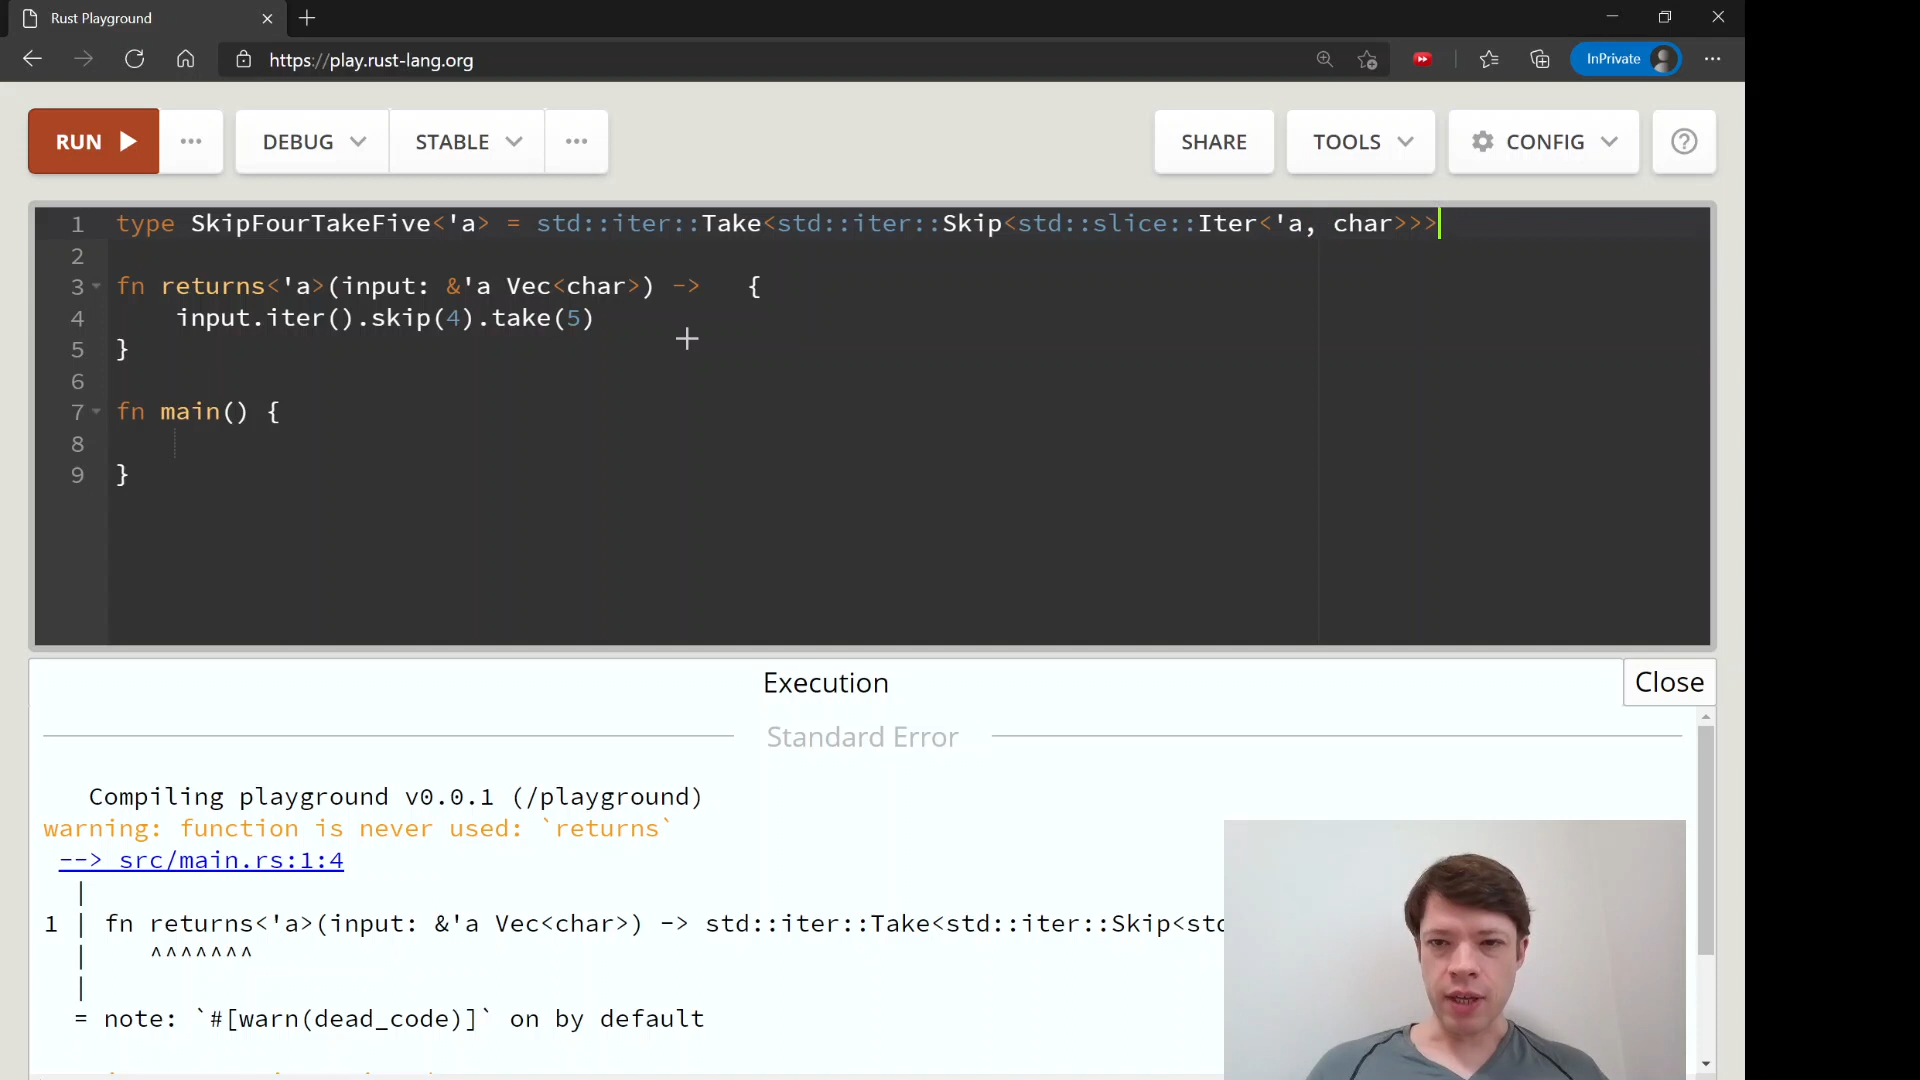 Rust Playground
https://play.rust-lang.org
InPrivate
RUN
DEBUG
STABLE
SHARE
TOOLS
CONFIG
1 type SkipFourTakeFive<'a> = std::iter::Take<std::iter::Skip<std::slice::Iter<'a, char>>>
2
3 fn returns<'a>(input: &'a Vec<char>) ->   {
4     input.iter().skip(4).take(5)
5 }
6
7 fn main() {
8
9 }
Execution
Close
Standard Error
Compiling playground v0.0.1 (/playground)
warning: function is never used: `returns`
--> src/main.rs:1:4
|
1 | fn returns<'a>(input: &'a Vec<char>) -> std::iter::Take<std::iter::Skip<std
| ^^^^^^^
|
= note: `#[warn(dead_code)]` on by default